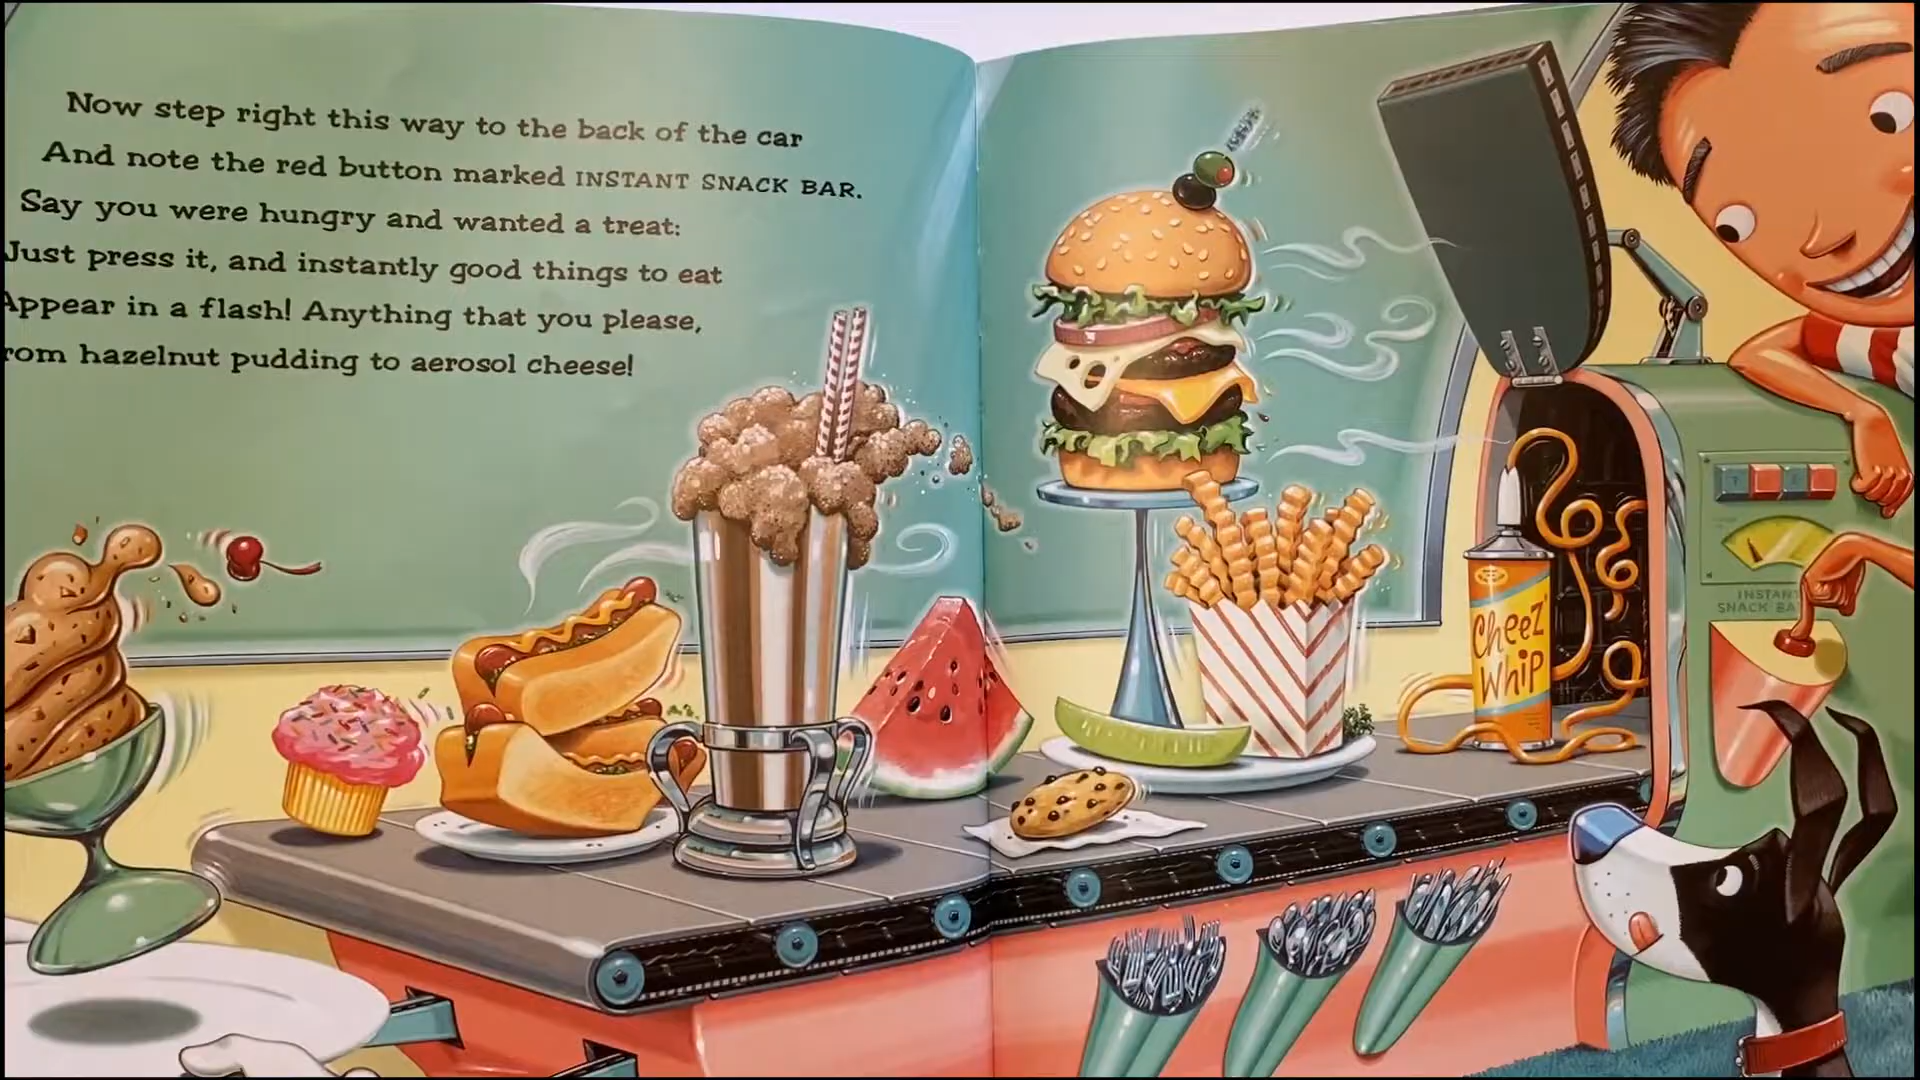 Now step right this way to the back of the car
And note the red button marked INSTANT SNACK BAR.
Say you were hungry and wanted a treat:
Just press it, and instantly good things to eat
Appear in a flash! Anything that you please,
rom hazelnut pudding to aerosol cheese!
Cheez
Whip
INSTANT
SNACK BA